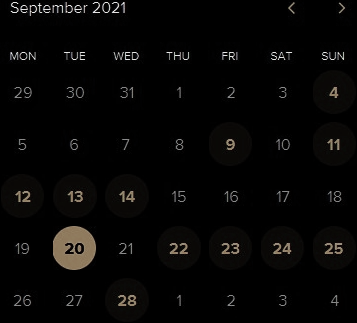 September 2021
MON TUE WED THU FRI SAT SUN
29 30 31 1 2 3 4
5 6 7 8 9 10 11
12 13 14 15 16 17 18
19 20 21 22 23 24 25
26 27 28 1 2 3 4